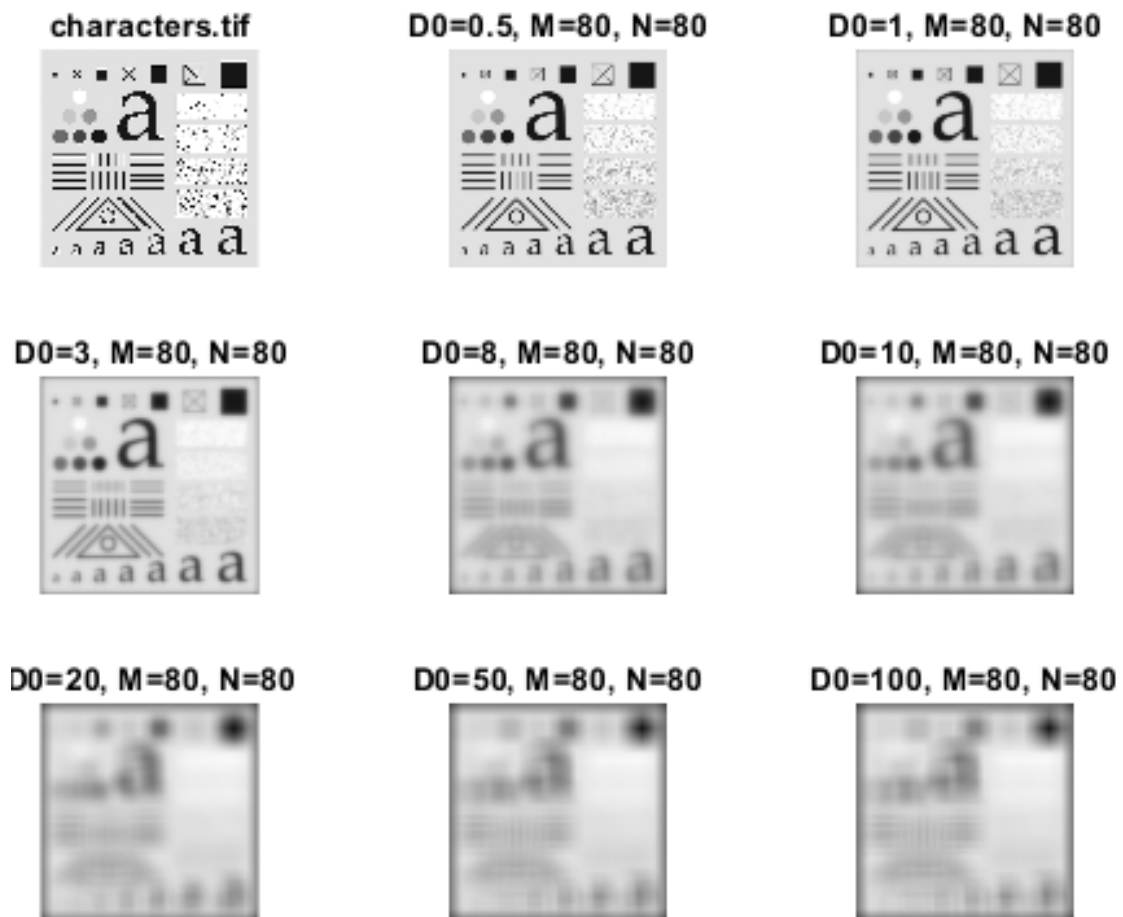 characters.tif
D0=0.5, M=80, N=80
D0=1, M=80, N=80
D0=3, M=80, N=80
D0=8, M=80, N=80
D0=10, M=80, N=80
D0=20, M=80, N=80
D0=50, M=80, N=80
D0=100, M=80, N=80